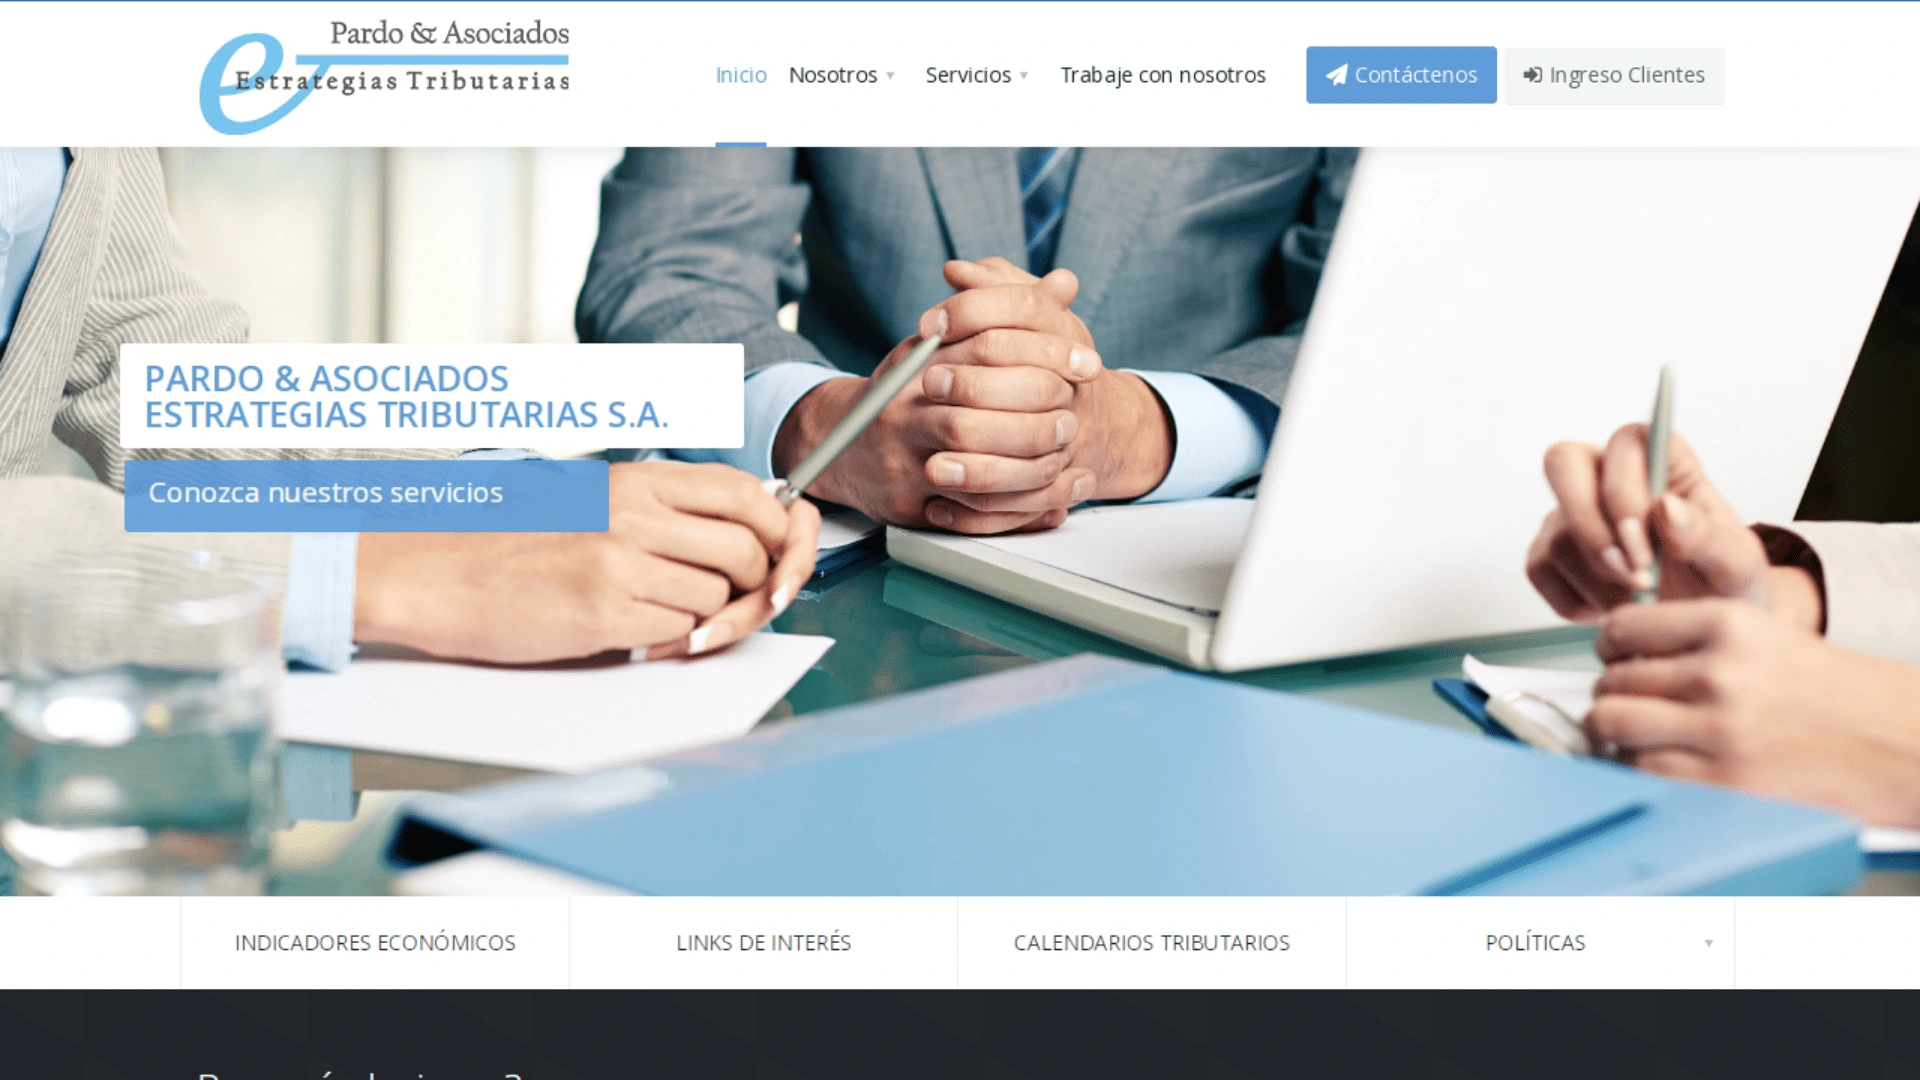 Pardo & Asociados
Estrategias Tributarias
Inicio
Nosotros
Servicios
Trabaje con nosotros
Contáctenos
Ingreso Clientes
PARDO & ASOCIADOS
ESTRATEGIAS TRIBUTARIAS S.A.
Conozca nuestros servicios
INDICADORES ECONÓMICOS
LINKS DE INTERÉS
CALENDARIOS TRIBUTARIOS
POLÍTICAS